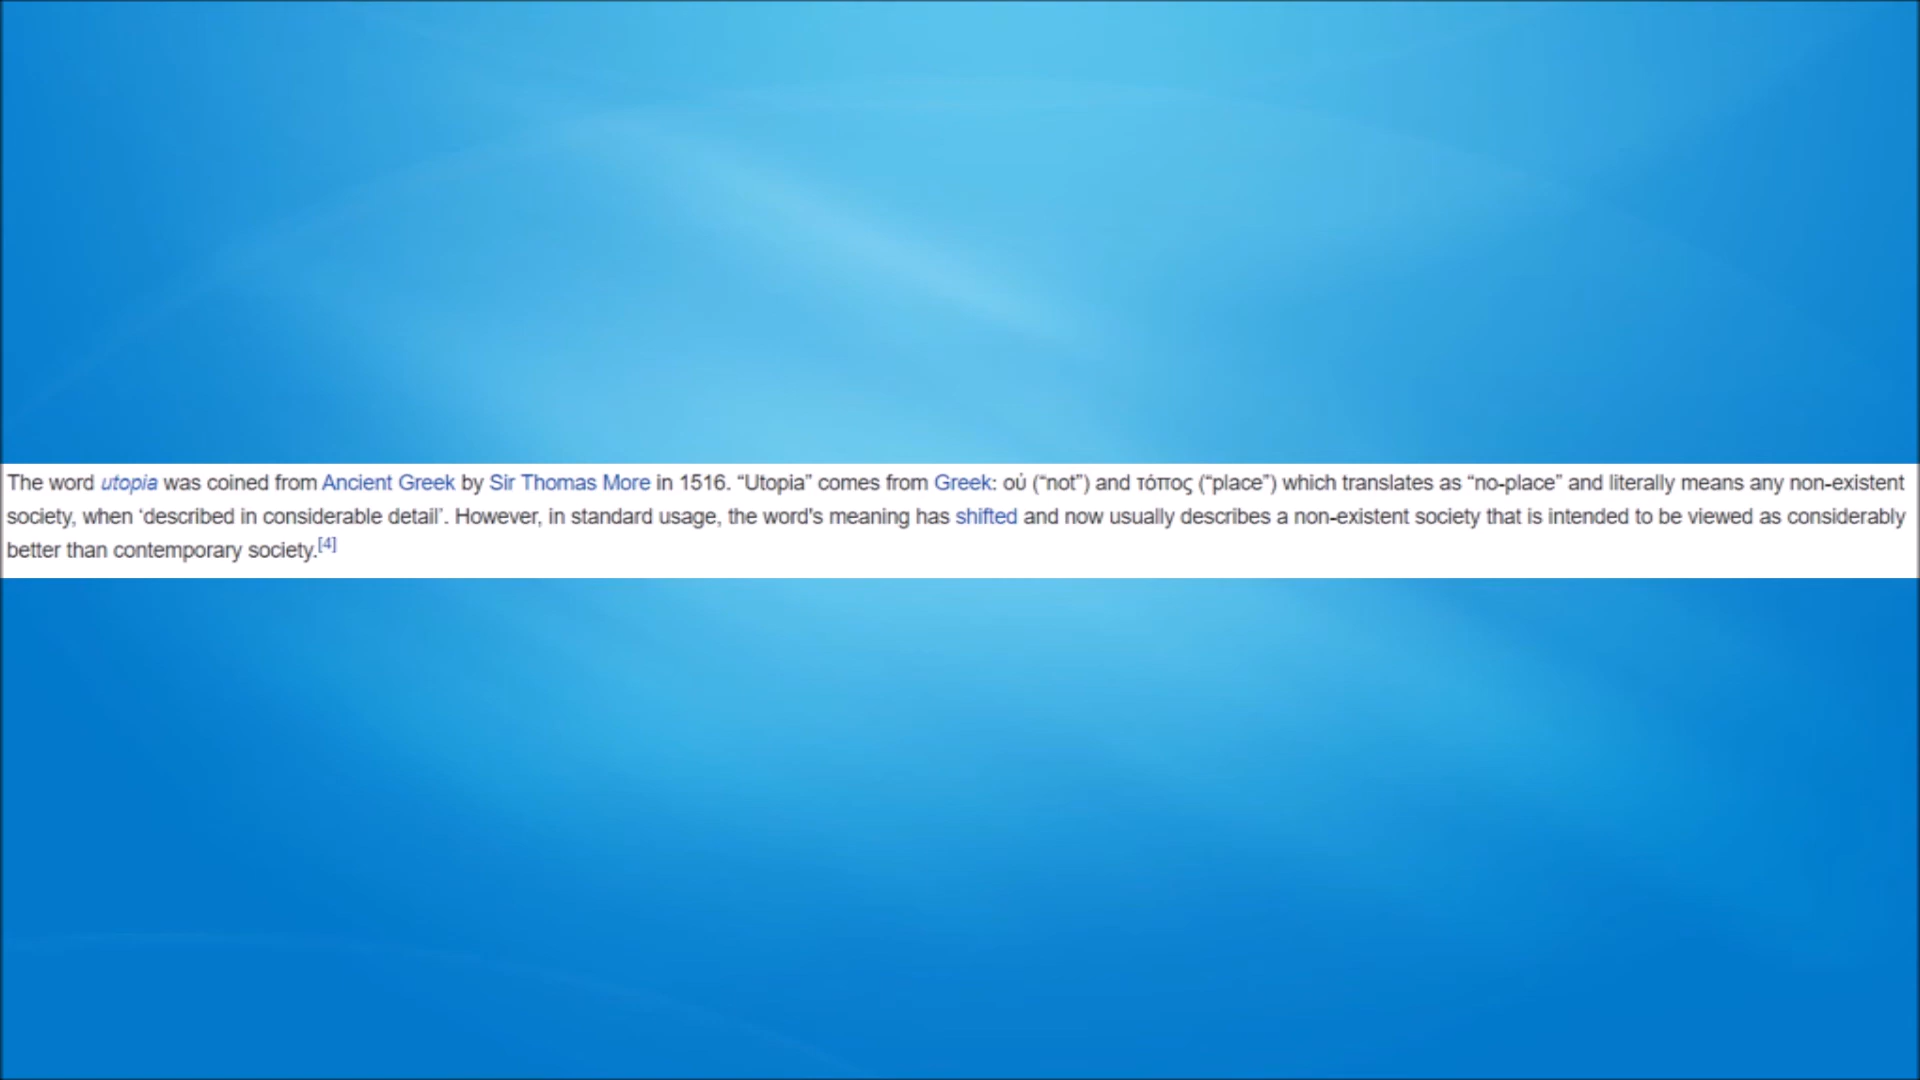 The word utopia was coined from Ancient Greek by Sir Thomas More in 1516. “Utopia” comes from Greek: οὐ (“not”) and τόπος (“place”) which translates as “no-place” and literally means any non-existent
society, when ‘described in considerable detail’. However, in standard usage, the word's meaning has shifted and now usually describes a non-existent society that is intended to be viewed as considerably
better than contemporary society.[4]